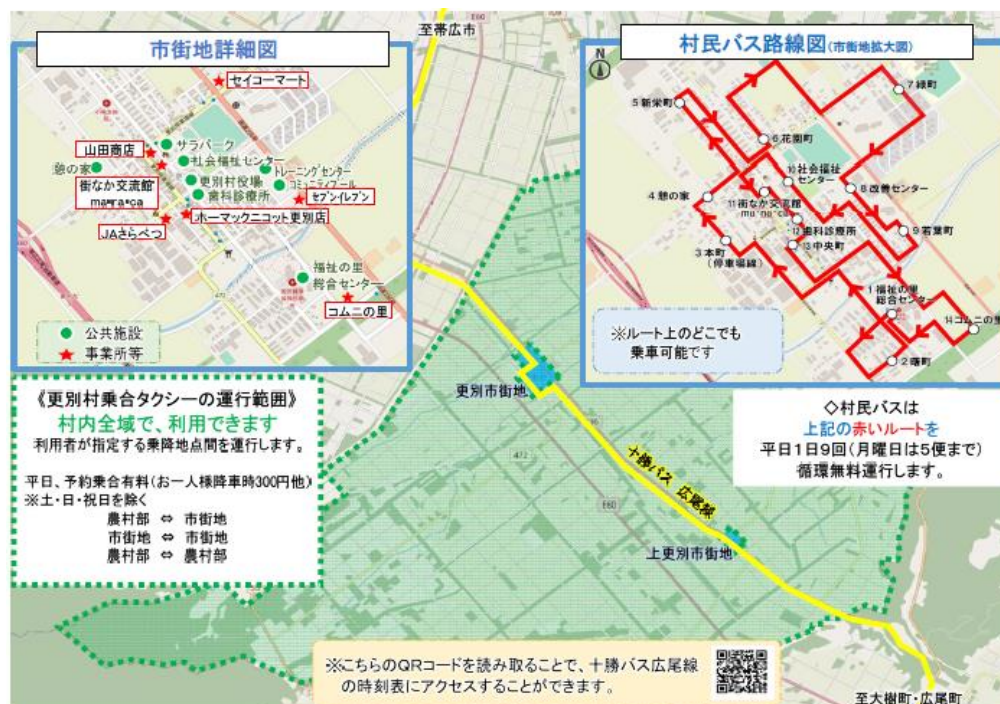 至帯広市
E60
市街地詳細図
セイコーマート
山田商店
サラパーク
社会福祉センター
憩の家
トレーニングセンター
コミュニティプール
街なか交流館
ma*na*ca
更別村役場
歯科診療所
セブンイレブン
ホーマックニコット更別店
JAさらべつ
福祉の里
総合センター
コムニの里
公共施設
事業所等
村民バス路線図(市街地拡大図)
N
7緑町
5新栄町
6花園町
10社会福祉
センター
8改善センター
4憩の家
11街なか交流館
ma*na*ca
12歯科診療所
9若葉町
13中央町
3本町
(停車場線)
1福祉の里
総合センター
14コムニの里
2曙町
※ルート上のどこでも
乗車可能です
《更別村乗合タクシーの運行範囲》
村内全域で、利用できます
利用者が指定する乗降地点間を運行します。
平日、予約乗合有料(お一人様降車時300円他)
※土・日・祝日を除く
農村部 ⇔ 市街地
市街地 ⇔ 市街地
農村部 ⇔ 農村部
更別市街地
472
十勝バス 広尾線
E60
上更別市街地
◇村民バスは
上記の赤いルートを
平日1日9回(月曜日は5便まで)
循環無料運行します。
※こちらのQRコードを読み取ることで、十勝バス広尾線
の時刻表にアクセスすることができます。
至大樹町・広尾町